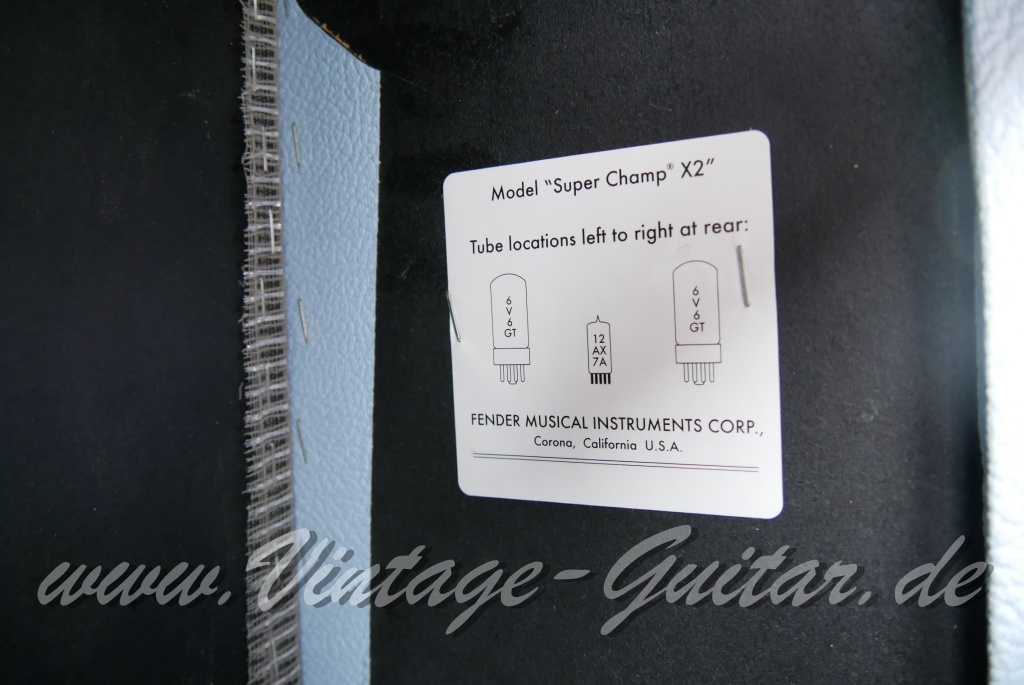 Model “Super Champ® X2”
Tube locations left to right at rear:
6
V
6
GT
12
AX
7A
6
V
6
GT
FENDER MUSICAL INSTRUMENTS CORP.,
Corona, California U.S.A.
www.Vintage-Guitar.de